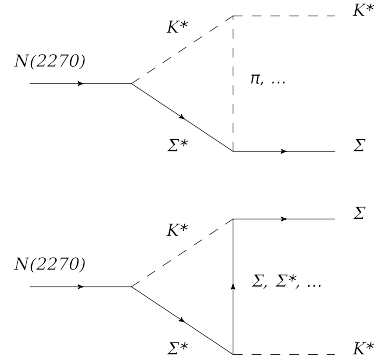 K* K*
N(2270)
π, ...
Σ* Σ
K* Σ
N(2270)
Σ, Σ*, ...
Σ* K*